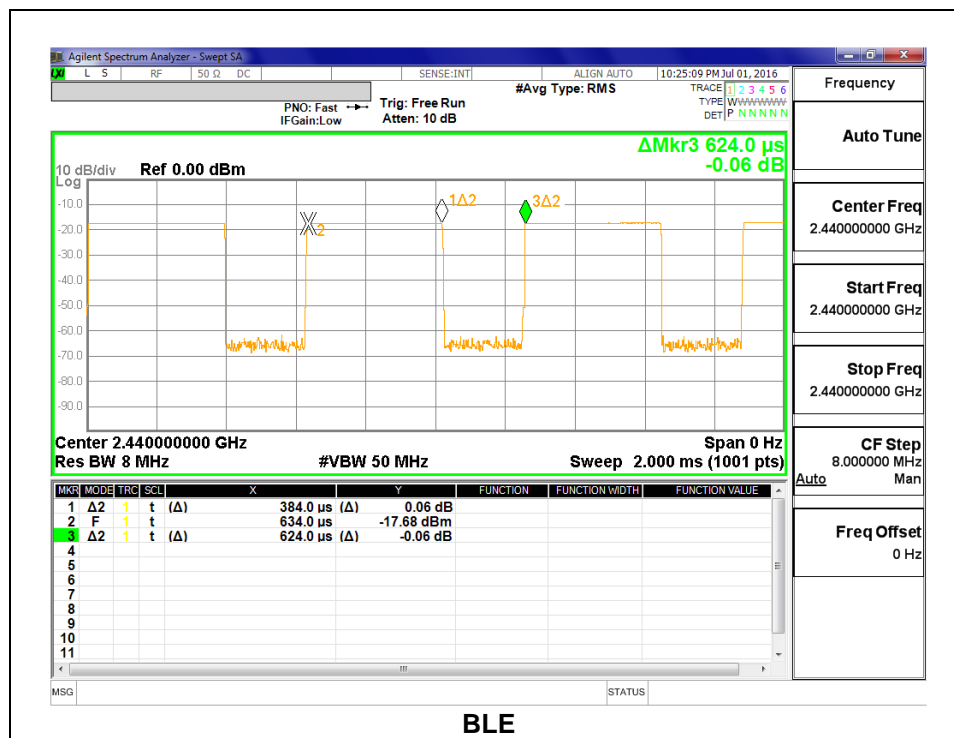 Agilent Spectrum Analyzer - Swept SA
LXI L S RF 50 Ω DC SENSE:INT ALIGN AUTO 10:25:09 PM Jul 01, 2016
Frequency
#Avg Type: RMS
TRACE 1 2 3 4 5 6
PNO: Fast Trig: Free Run
TYPE WWWWWW
IFGain:Low Atten: 10 dB
DET P N N N N N
Auto Tune
ΔMkr3 624.0 µs
-0.06 dB
10 dB/div Ref 0.00 dBm
Log
-10.0
-20.0
-30.0
-40.0
-50.0
-60.0
-70.0
-80.0
-90.0
2
1Δ2
3Δ2
Center Freq
2.440000000 GHz
Start Freq
2.440000000 GHz
Stop Freq
2.440000000 GHz
Center 2.440000000 GHz Span 0 Hz
Res BW 8 MHz #VBW 50 MHz Sweep 2.000 ms (1001 pts)
CF Step
8.000000 MHz
Auto Man
MKR MODE TRC SCL X Y FUNCTION FUNCTION WIDTH FUNCTION VALUE
1 Δ2 1 t (Δ) 384.0 µs (Δ) 0.06 dB
2 F 1 t 634.0 µs -17.68 dBm
3 Δ2 1 t (Δ) 624.0 µs (Δ) -0.06 dB
4
5
6
7
8
9
10
11
Freq Offset
0 Hz
MSG STATUS
BLE